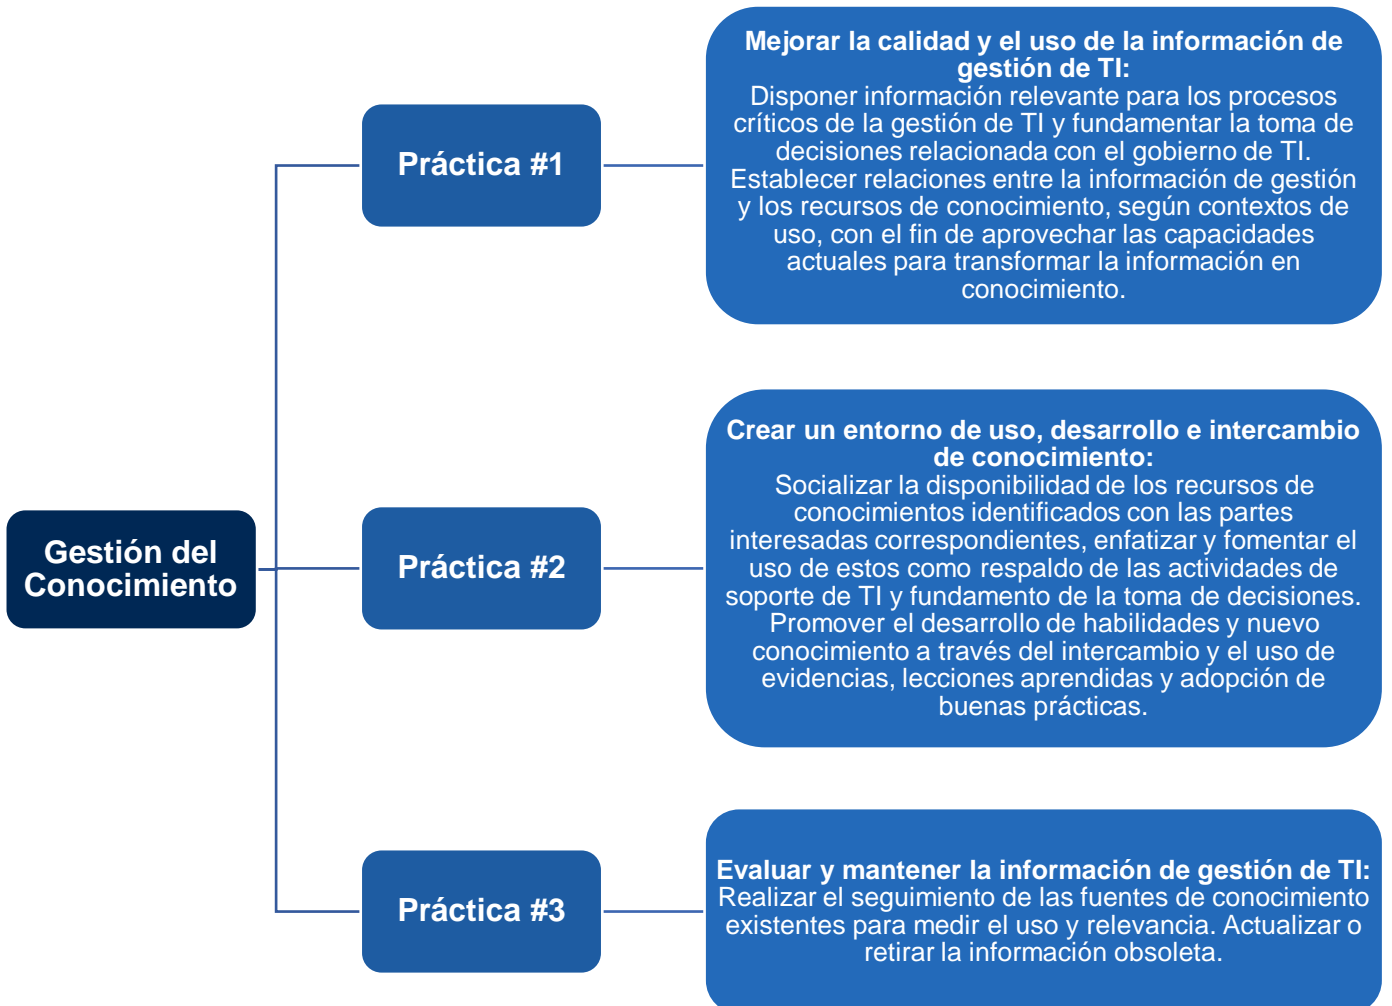 Gestión del
Conocimiento
Práctica #1
Mejorar la calidad y el uso de la información de
gestión de TI:
Disponer información relevante para los procesos
críticos de la gestión de TI y fundamentar la toma de
decisiones relacionada con el gobierno de TI.
Establecer relaciones entre la información de gestión
y los recursos de conocimiento, según contextos de
uso, con el fin de aprovechar las capacidades
actuales para transformar la información en
conocimiento.
Práctica #2
Crear un entorno de uso, desarrollo e intercambio
de conocimiento:
Socializar la disponibilidad de los recursos de
conocimientos identificados con las partes
interesadas correspondientes, enfatizar y fomentar el
uso de estos como respaldo de las actividades de
soporte de TI y fundamento de la toma de decisiones.
Promover el desarrollo de habilidades y nuevo
conocimiento a través del intercambio y el uso de
evidencias, lecciones aprendidas y adopción de
buenas prácticas.
Práctica #3
Evaluar y mantener la información de gestión de TI:
Realizar el seguimiento de las fuentes de conocimiento
existentes para medir el uso y relevancia. Actualizar o
retirar la información obsoleta.